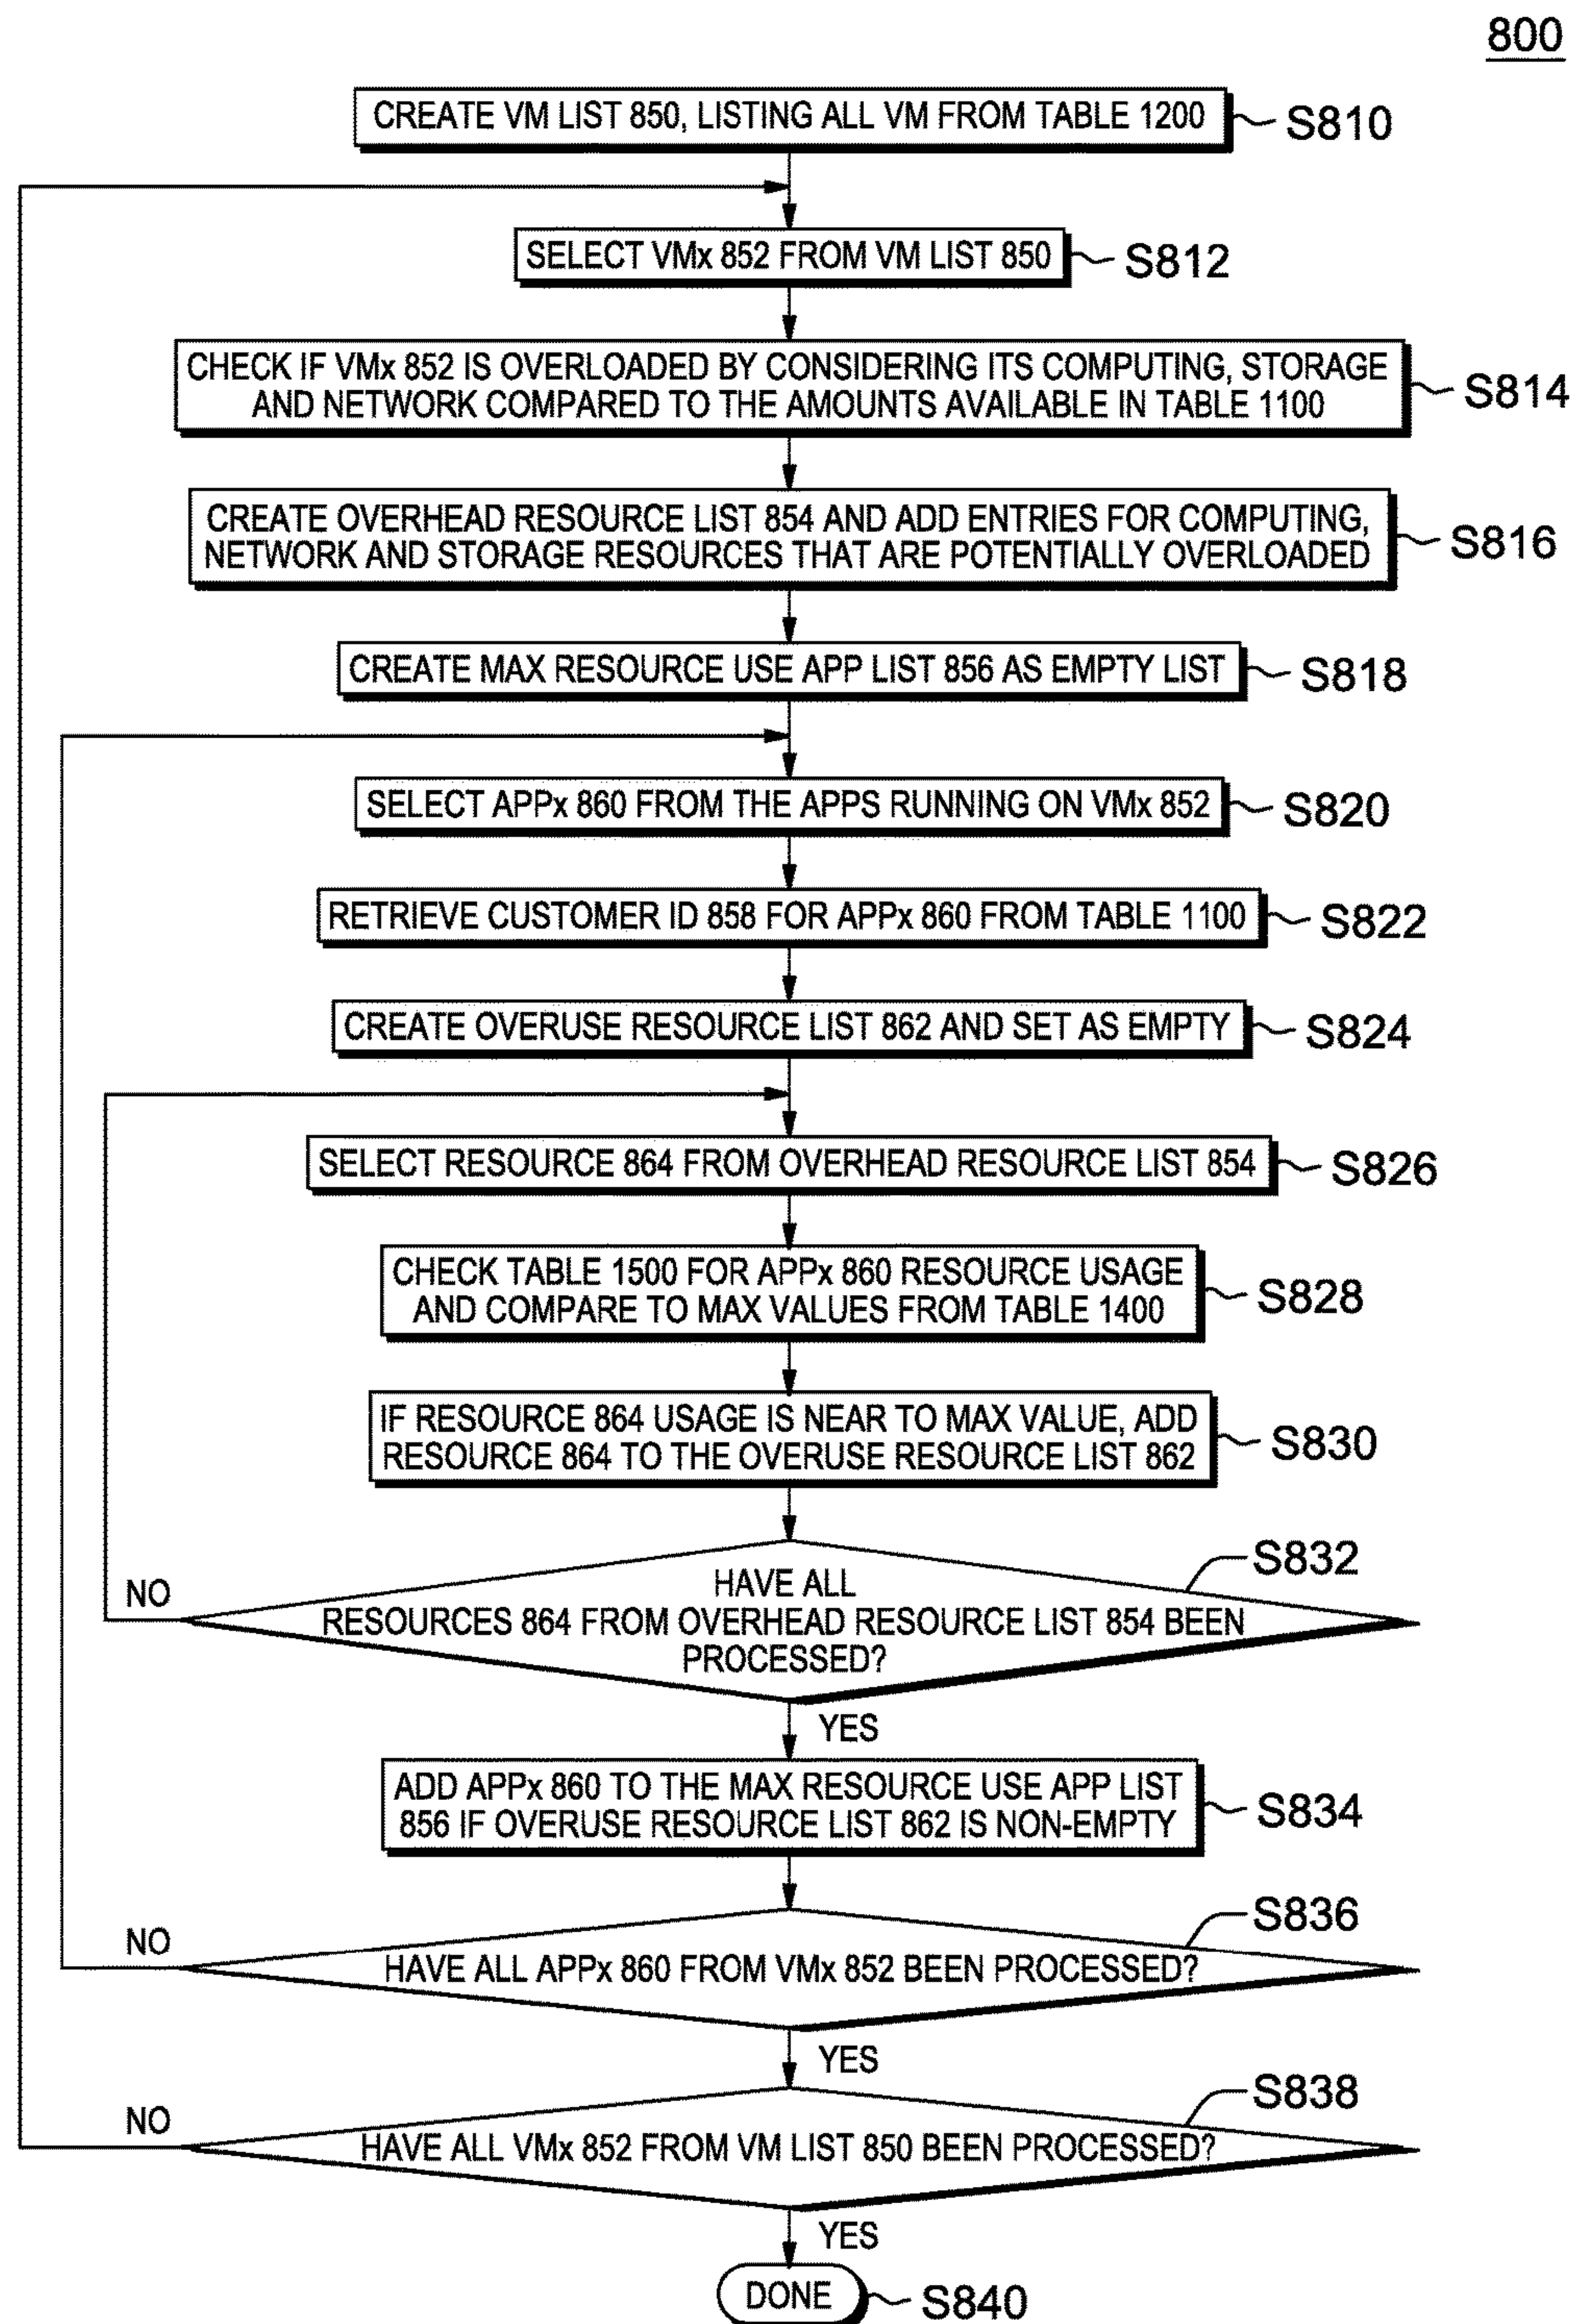 800
CREATE VM LIST 850, LISTING ALL VM FROM TABLE 1200
S810
SELECT VMx 852 FROM VM LIST 850
S812
CHECK IF VMx 852 IS OVERLOADED BY CONSIDERING ITS COMPUTING, STORAGE
AND NETWORK COMPARED TO THE AMOUNTS AVAILABLE IN TABLE 1100
S814
CREATE OVERHEAD RESOURCE LIST 854 AND ADD ENTRIES FOR COMPUTING,
NETWORK AND STORAGE RESOURCES THAT ARE POTENTIALLY OVERLOADED
S816
CREATE MAX RESOURCE USE APP LIST 856 AS EMPTY LIST
S818
SELECT APPx 860 FROM THE APPS RUNNING ON VMx 852
S820
RETRIEVE CUSTOMER ID 858 FOR APPx 860 FROM TABLE 1100
S822
CREATE OVERUSE RESOURCE LIST 862 AND SET AS EMPTY
S824
SELECT RESOURCE 864 FROM OVERHEAD RESOURCE LIST 854
S826
CHECK TABLE 1500 FOR APPx 860 RESOURCE USAGE
AND COMPARE TO MAX VALUES FROM TABLE 1400
S828
IF RESOURCE 864 USAGE IS NEAR TO MAX VALUE, ADD
RESOURCE 864 TO THE OVERUSE RESOURCE LIST 862
S830
S832
HAVE ALL
RESOURCES 864 FROM OVERHEAD RESOURCE LIST 854 BEEN
PROCESSED?
NO
YES
ADD APPx 860 TO THE MAX RESOURCE USE APP LIST
856 IF OVERUSE RESOURCE LIST 862 IS NON-EMPTY
S834
S836
NO
HAVE ALL APPx 860 FROM VMx 852 BEEN PROCESSED?
YES
S838
NO
HAVE ALL VMx 852 FROM VM LIST 850 BEEN PROCESSED?
YES
DONE
S840